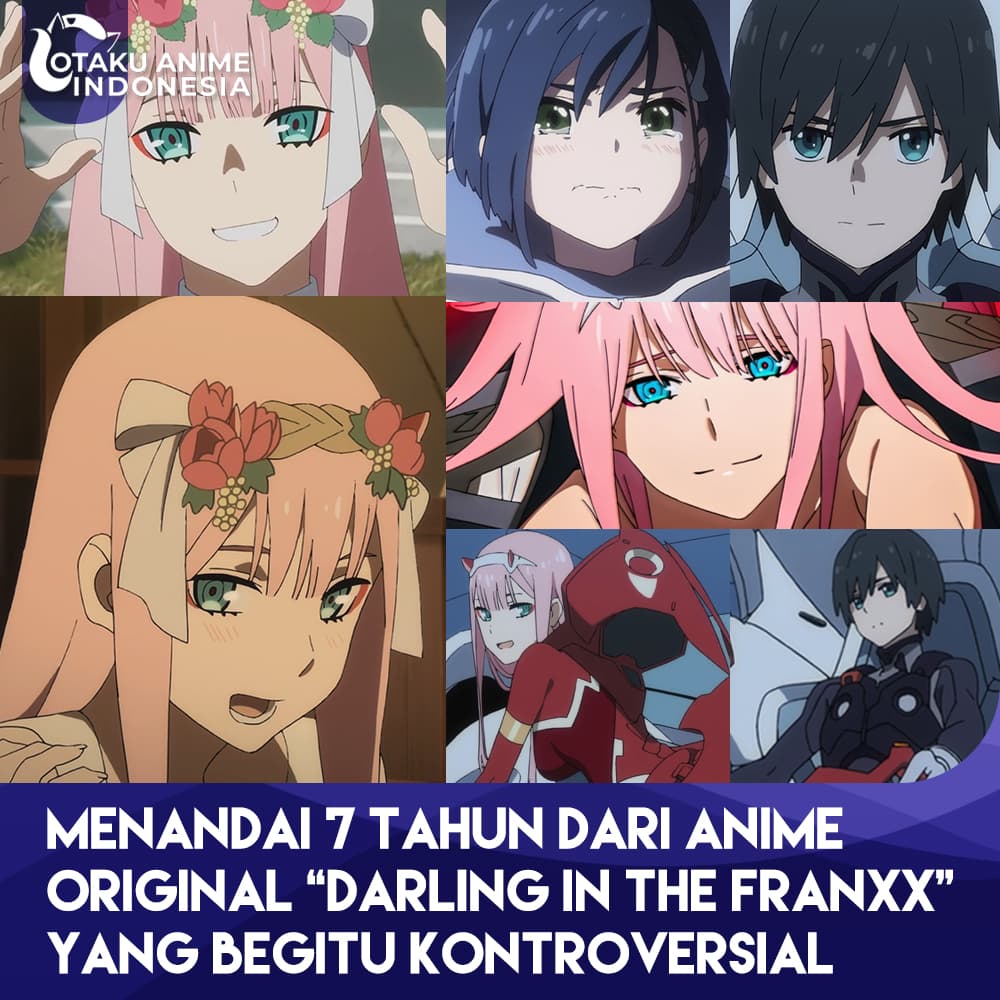 OTAKU ANIME
INDONESIA
MENANDAI 7 TAHUN DARI ANIME
ORIGINAL “DARLING IN THE FRANXX”
YANG BEGITU KONTROVERSIAL